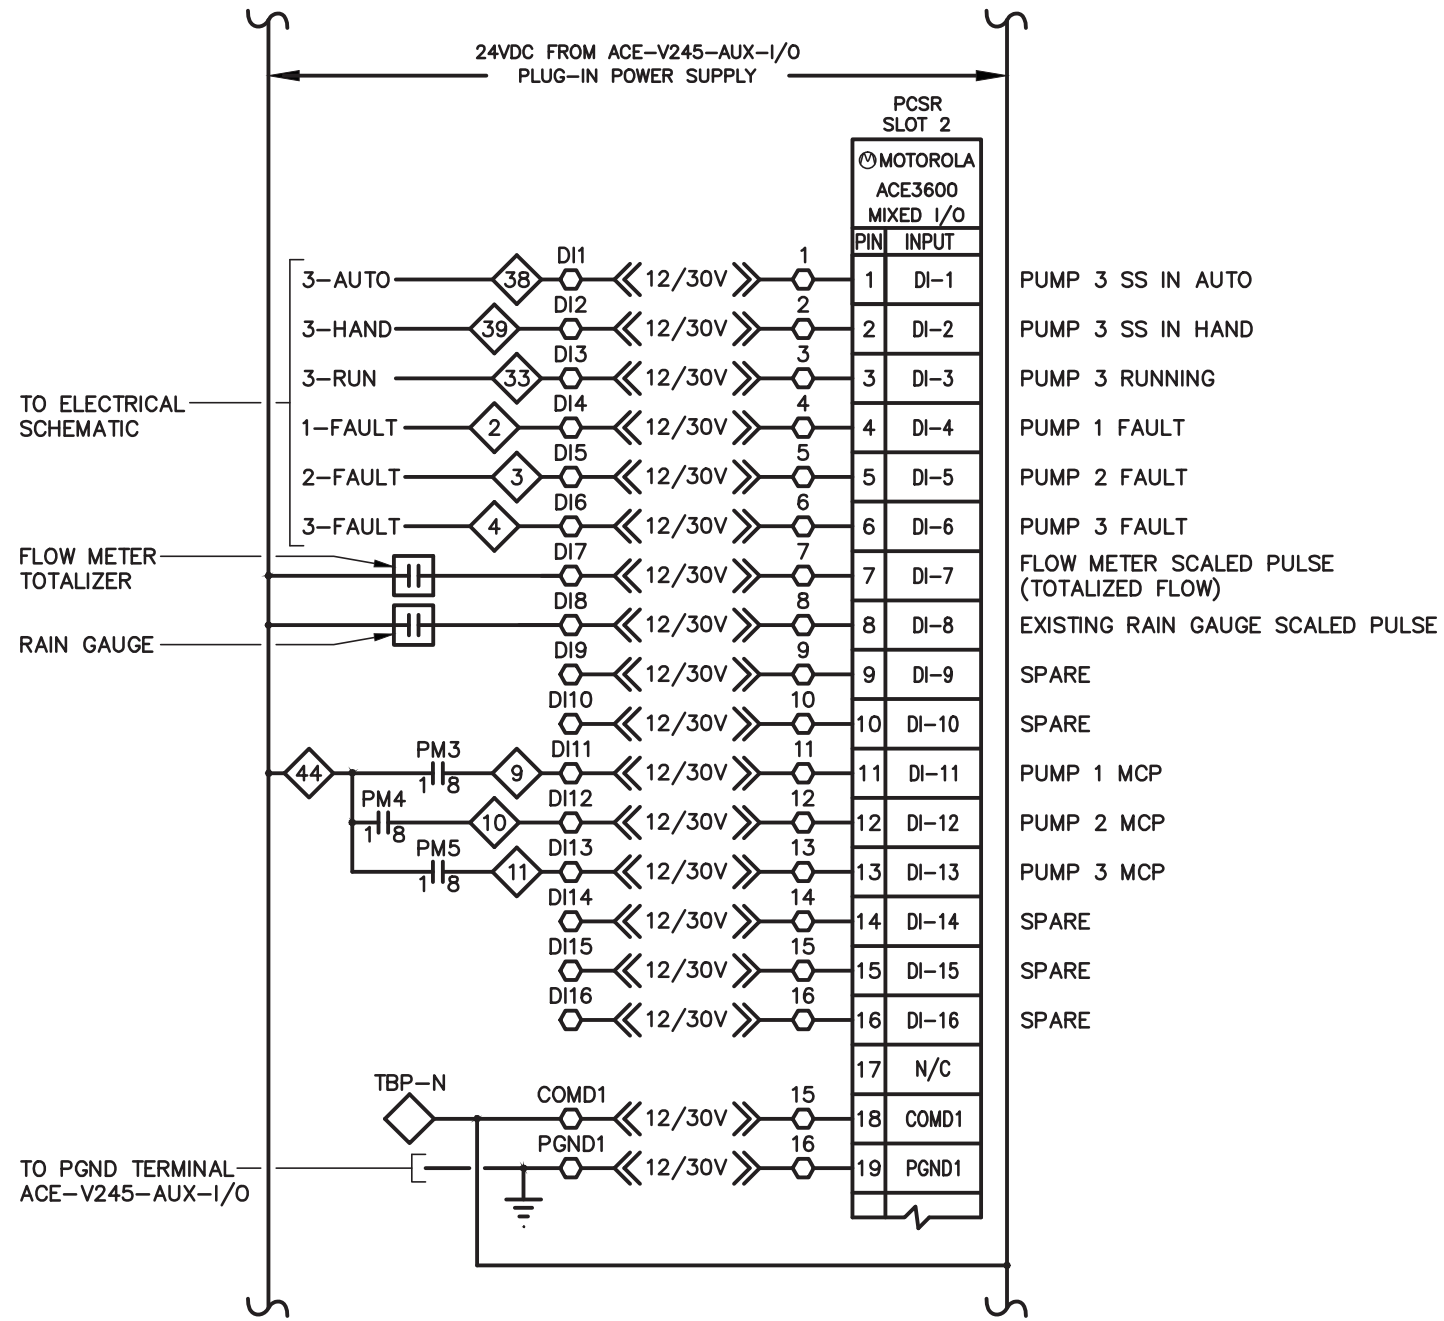 24VDC FROM ACE-V245-AUX-I/O
PLUG-IN POWER SUPPLY
PCSR
SLOT 2
MOTOROLA
ACE3600
MIXED I/O
PIN INPUT
3-AUTO 38 DI1 12/30V 1 1 DI-1 PUMP 3 SS IN AUTO
3-HAND 39 DI2 12/30V 2 2 DI-2 PUMP 3 SS IN HAND
3-RUN 33 DI3 12/30V 3 3 DI-3 PUMP 3 RUNNING
TO ELECTRICAL
SCHEMATIC
1-FAULT 2 DI4 12/30V 4 4 DI-4 PUMP 1 FAULT
2-FAULT 3 DI5 12/30V 5 5 DI-5 PUMP 2 FAULT
3-FAULT 4 DI6 12/30V 6 6 DI-6 PUMP 3 FAULT
FLOW METER
TOTALIZER
DI7 12/30V 7 7 DI-7 FLOW METER SCALED PULSE
(TOTALIZED FLOW)
RAIN GAUGE
DI8 12/30V 8 8 DI-8 EXISTING RAIN GAUGE SCALED PULSE
DI9 12/30V 9 9 DI-9 SPARE
DI10 12/30V 10 10 DI-10 SPARE
44 PM3 1 8 9 DI11 12/30V 11 11 DI-11 PUMP 1 MCP
PM4 1 8 10 DI12 12/30V 12 12 DI-12 PUMP 2 MCP
PM5 1 8 11 DI13 12/30V 13 13 DI-13 PUMP 3 MCP
DI14 12/30V 14 14 DI-14 SPARE
DI15 12/30V 15 15 DI-15 SPARE
DI16 12/30V 16 16 DI-16 SPARE
17 N/C
TBP-N COMD1 12/30V 15 18 COMD1
PGND1 12/30V 16 19 PGND1
TO PGND TERMINAL
ACE-V245-AUX-I/O